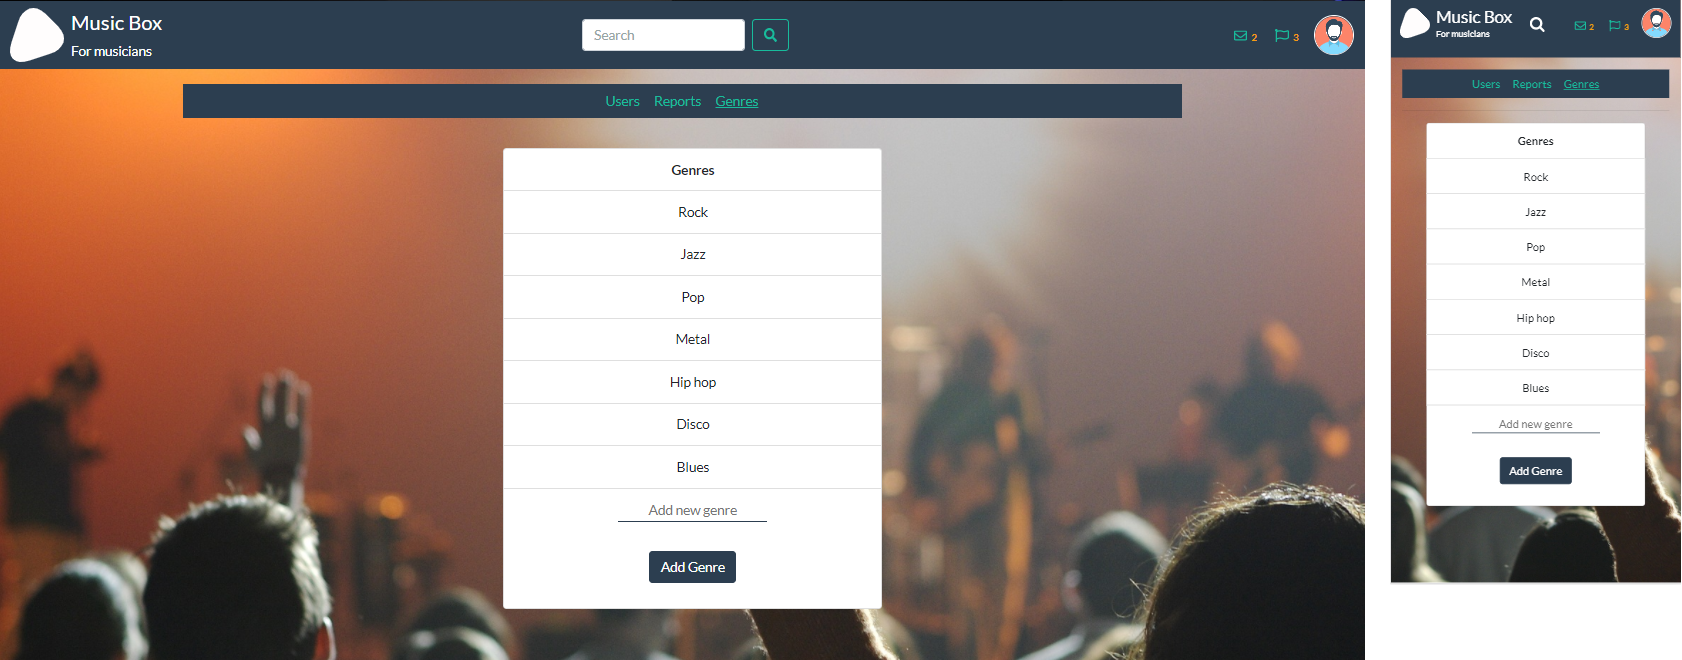 Music Box
For musicians
Search
2
3
Users Reports Genres
Genres
Rock
Jazz
Pop
Metal
Hip hop
Disco
Blues
Add new genre
Add Genre
Music Box
For musicians
2
3
Users Reports Genres
Genres
Rock
Jazz
Pop
Metal
Hip hop
Disco
Blues
Add new genre
Add Genre